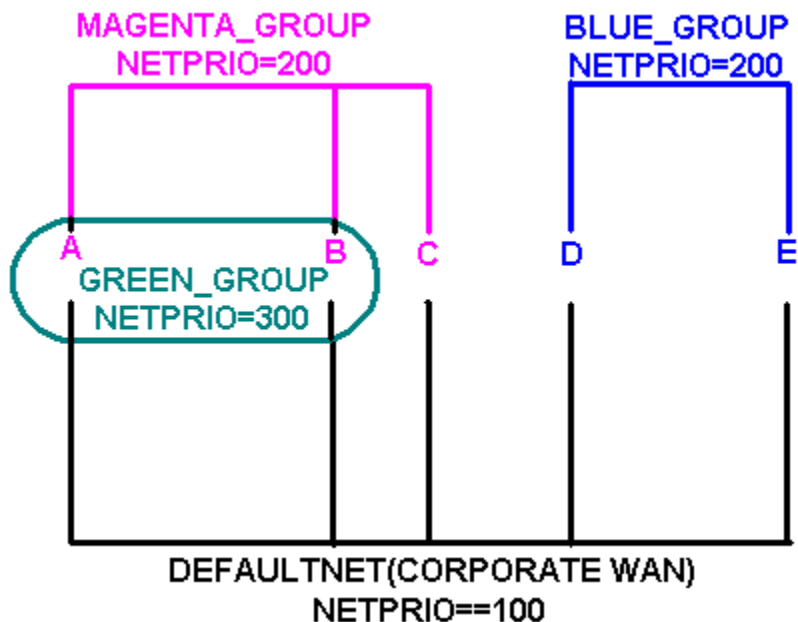 MAGENTA_GROUP
NETPRIO=200
BLUE_GROUP
NETPRIO=200
A B C D E
GREEN_GROUP
NETPRIO=300
DEFAULTNET(CORPORATE WAN)
NETPRIO==100